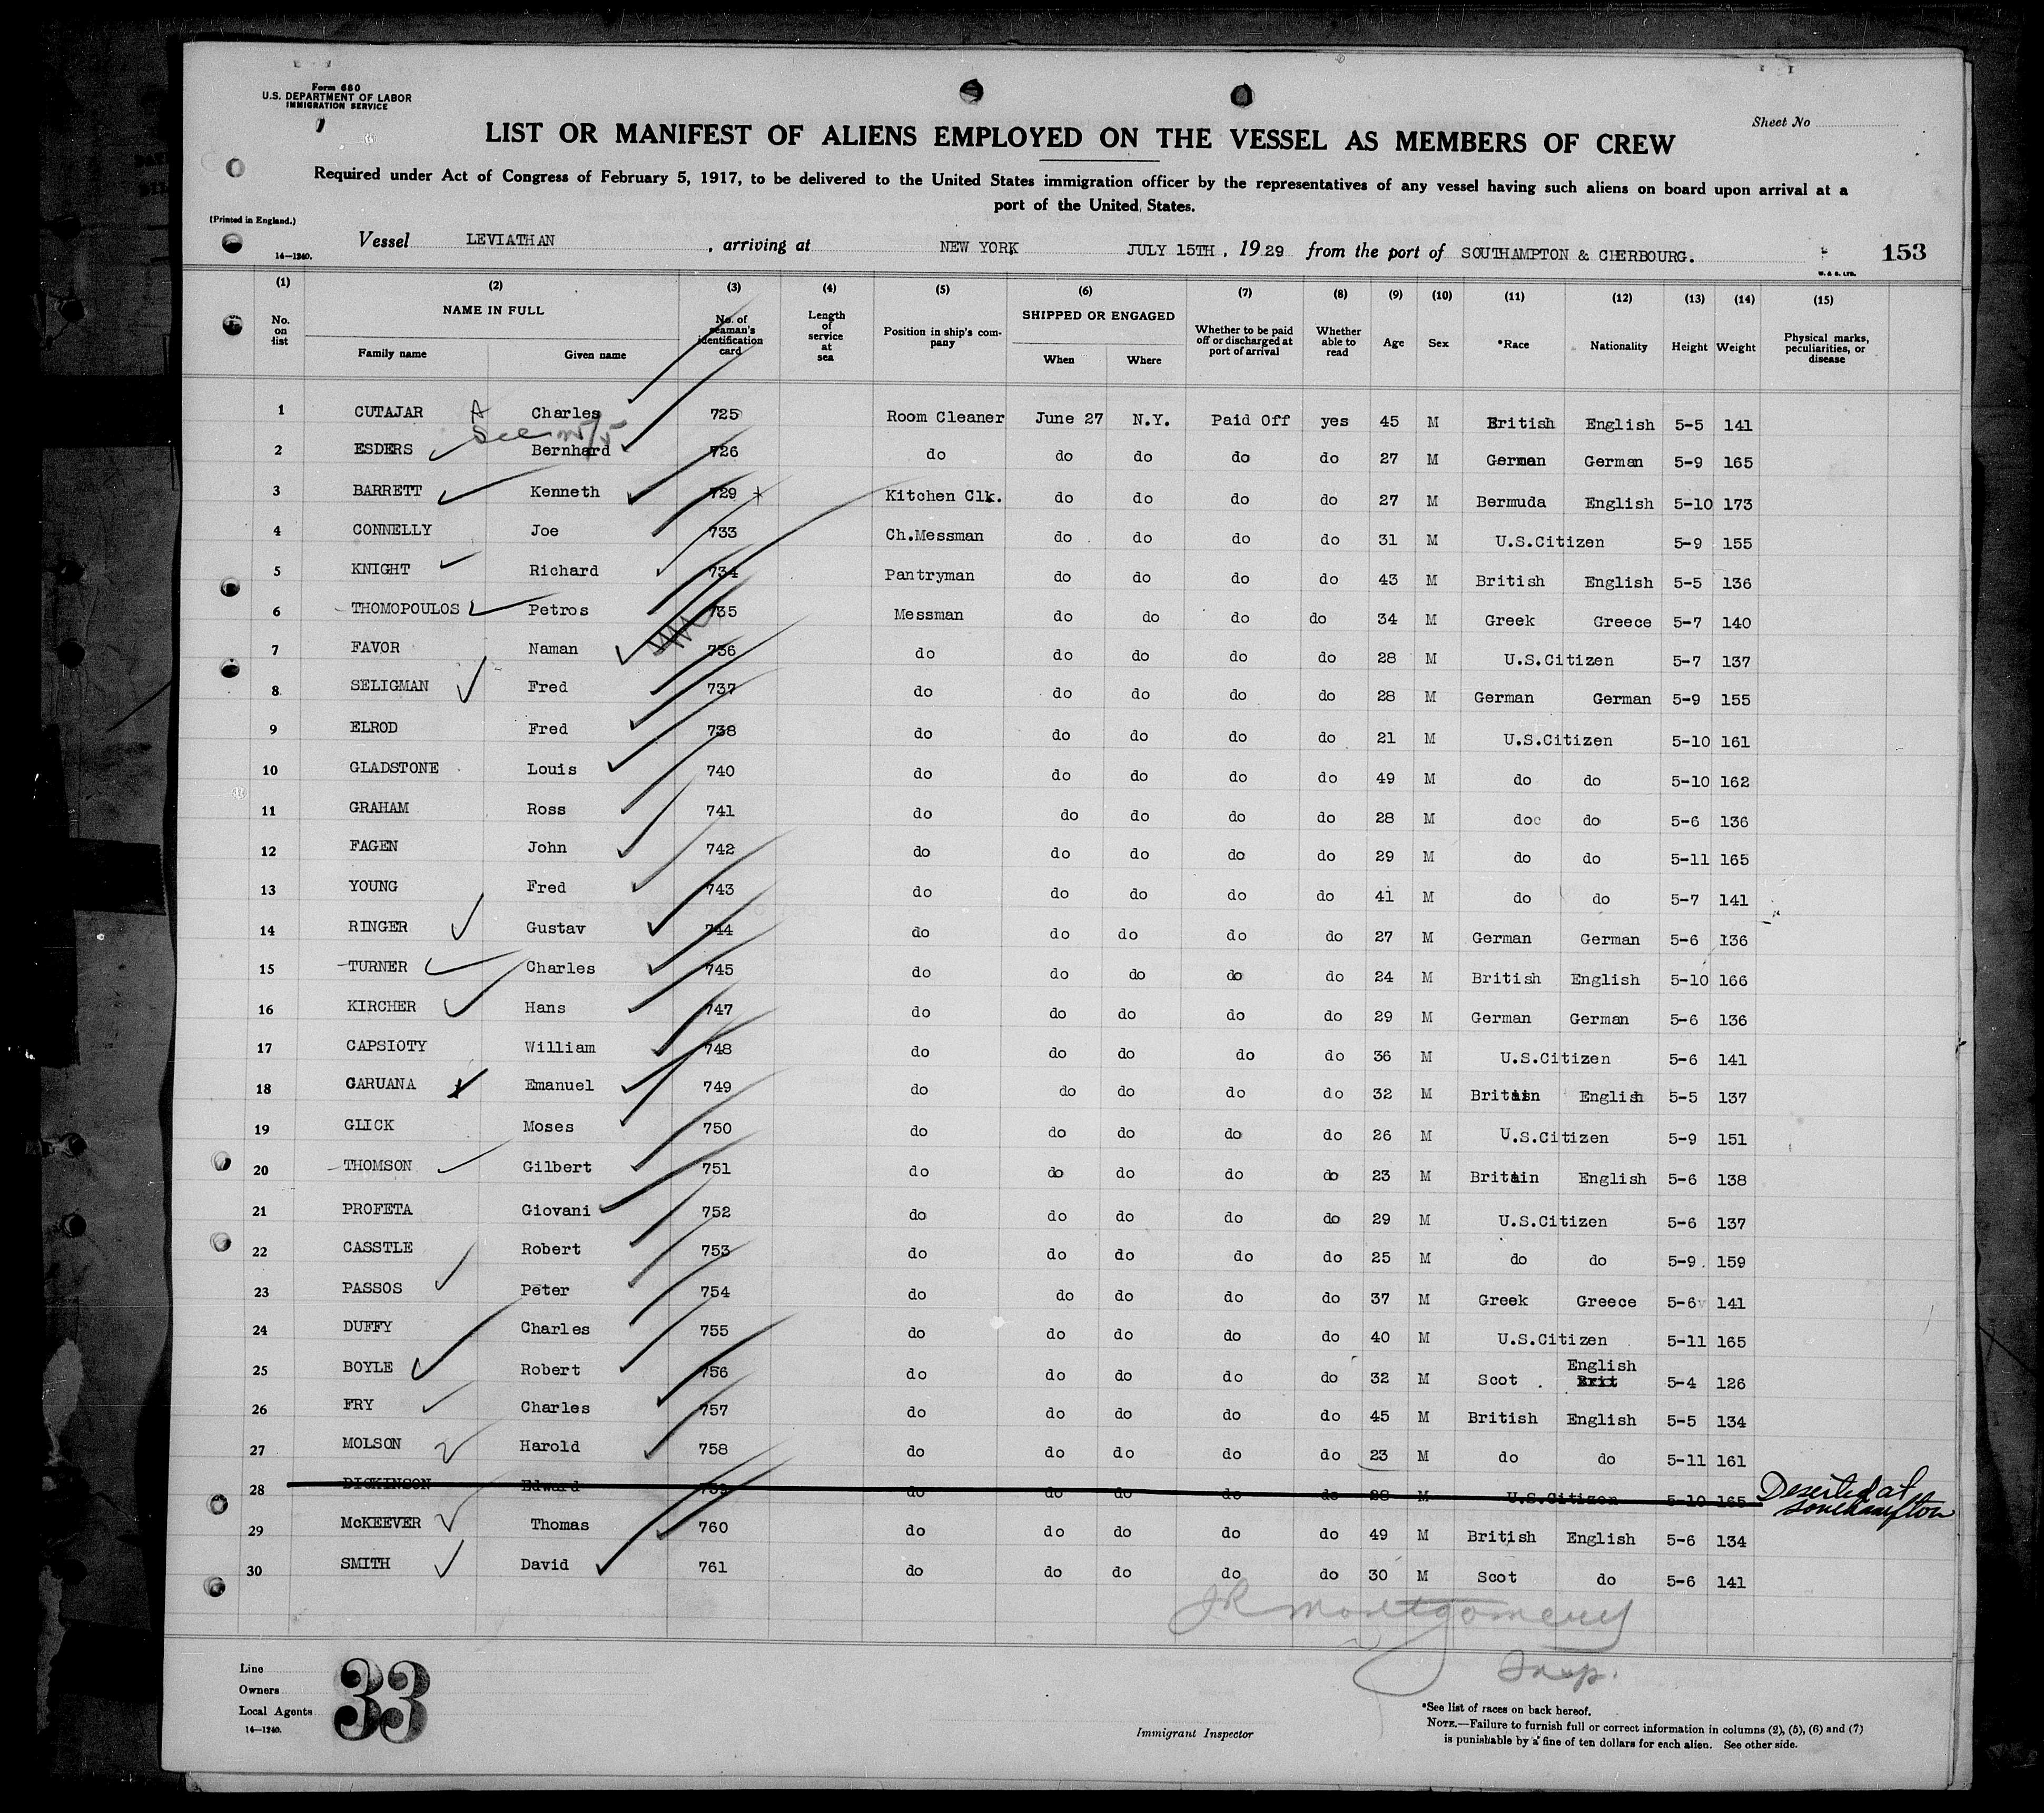 Form 680
U.S. DEPARTMENT OF LABOR
IMMIGRATION SERVICE
Sheet No
LIST OR MANIFEST OF ALIENS EMPLOYED ON THE VESSEL AS MEMBERS OF CREW
Required under Act of Congress of February 5, 1917, to be delivered to the United States immigration officer by the representatives of any vessel having such aliens on board upon arrival at a
port of the United States.
(Printed in England.)
Vessel LEVIATHAN , arriving at NEW YORK JULY 15TH , 19 29 from the port of SOUTHAMPTON & CHERBOURG. 153
14—1240. W. & S. LTD.
(1) (2) (3) (4) (5) (6) (7) (8) (9) (10) (11) (12) (13) (14) (15)
No. on list NAME IN FULL Family name Given name No. of seaman's identification card Length of service at sea Position in ship's company SHIPPED OR ENGAGED When Where Whether to be paid off or discharged at port of arrival Whether able to read Age Sex *Race Nationality Height Weight Physical marks, peculiarities, or disease
1 CUTAJAR Charles 725 Room Cleaner June 27 N.Y. Paid Off yes 45 M British English 5-5 141
2 ESDERS Bernhard 726 do do do do do 27 M German German 5-9 165
3 BARRETT Kenneth 729 Kitchen Clk. do do do do 27 M Bermuda English 5-10 173
4 CONNELLY Joe 733 Ch.Messman do do do do 31 M U.S.Citizen 5-9 155
5 KNIGHT Richard 734 Pantryman do do do do 43 M British English 5-5 136
6 THOMOPOULOS Petros 735 Messman do do do do 34 M Greek Greece 5-7 140
7 FAVOR Naman 736 do do do do do 28 M U.S.Citizen 5-7 137
8 SELIGMAN Fred 737 do do do do do 28 M German German 5-9 155
9 ELROD Fred 738 do do do do do 21 M U.S.Citizen 5-10 161
10 GLADSTONE Louis 740 do do do do do 49 M do do 5-10 162
11 GRAHAM Ross 741 do do do do do 28 M do do 5-6 136
12 FAGEN John 742 do do do do do 29 M do do 5-11 165
13 YOUNG Fred 743 do do do do do 41 M do do 5-7 141
14 RINGER Gustav 744 do do do do do 27 M German German 5-6 136
15 TURNER Charles 745 do do do do do 24 M British English 5-10 166
16 KIRCHER Hans 747 do do do do do 29 M German German 5-6 136
17 CAPSIOTY William 748 do do do do do 36 M U.S.Citizen 5-6 141
18 GARUANA Emanuel 749 do do do do do 32 M Britain English 5-5 137
19 GLICK Moses 750 do do do do do 26 M U.S.Citizen 5-9 151
20 THOMSON Gilbert 751 do do do do do 23 M Britain English 5-6 138
21 PROFETA Giovani 752 do do do do do 29 M U.S.Citizen 5-6 137
22 CASSTLE Robert 753 do do do do do 25 M do do 5-9 159
23 PASSOS Peter 754 do do do do do 37 M Greek Greece 5-6 141
24 DUFFY Charles 755 do do do do do 40 M U.S.Citizen 5-11 165
25 BOYLE Robert 756 do do do do do 32 M Scot English Brit 5-4 126
26 FRY Charles 757 do do do do do 45 M British English 5-5 134
27 MOLSON Harold 758 do do do do do 23 M do do 5-11 161
28 DICKINSON Edward 759 do do do do do 28 M U.S.Citizen 5-10 165 Deserted at Southampton
29 McKEEVER Thomas 760 do do do do do 49 M British English 5-6 134
30 SMITH David 761 do do do do do 30 M Scot do 5-6 141
JR Montgomery
Insp.
Line
Owners
Local Agents
14—1240.
33
Immigrant Inspector
*See list of races on back hereof.
NOTE.—Failure to furnish full or correct information in columns (2), (5), (6) and (7)
is punishable by a fine of ten dollars for each alien. See other side.